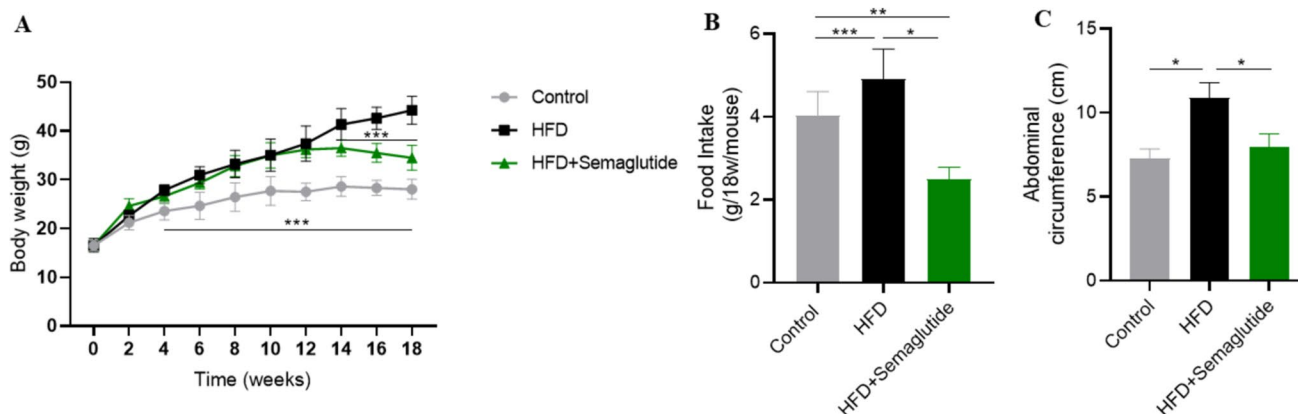 A
Body weight (g)
50
40
30
20
10
0
***
***
0 2 4 6 8 10 12 14 16 18
Time (weeks)
Control
HFD
HFD+Semaglutide
B
Food Intake
(g/18w/mouse)
6
4
2
0
**
*** *
Control
HFD
HFD+Semaglutide
C
Abdominal
circumference (cm)
15
10
5
0
* *
Control
HFD
HFD+Semaglutide